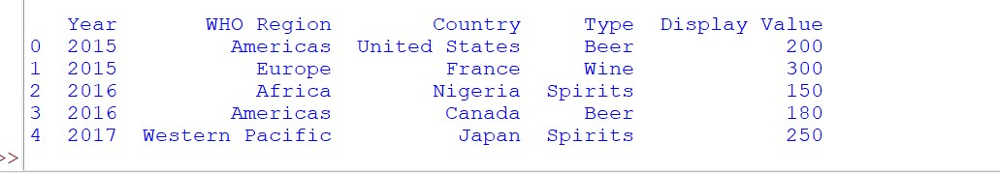 Year WHO Region Country Type Display Value
0 2015 Americas United States Beer 200
1 2015 Europe France Wine 300
2 2016 Africa Nigeria Spirits 150
3 2016 Americas Canada Beer 180
4 2017 Western Pacific Japan Spirits 250
>>